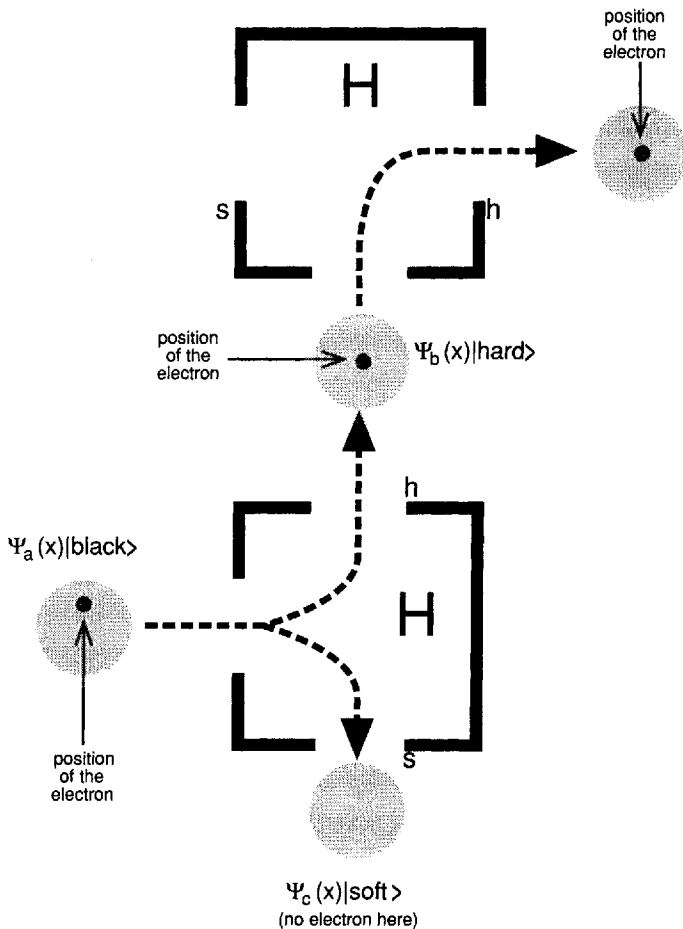 position
of the
electron
H
s
h
position
of the
electron
Ψb (x)|hard>
h
Ψa (x)|black>
H
position
of the
electron
s
Ψc (x)|soft>
(no electron here)